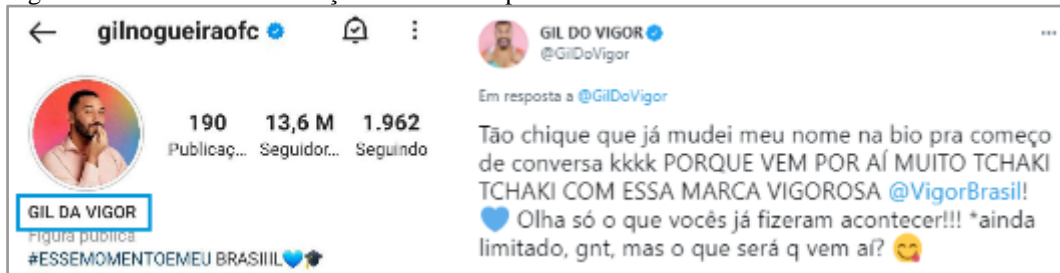 gilnogueiraofc
190 13,6 M 1.962
Publicaç... Seguidor... Seguindo
GIL DA VIGOR
Figura pública
#ESSEMOMENTOEMEU BRASIIIL💙🎓
GIL DO VIGOR
@GilDoVigor
Em resposta a @GilDoVigor
Tão chique que já mudei meu nome na bio pra começo
de conversa kkkk PORQUE VEM POR AÍ MUITO TCHAKI
TCHAKI COM ESSA MARCA VIGOROSA @VigorBrasil!
💙 Olha só o que vocês já fizeram acontecer!!! *ainda
limitado, gnt, mas o que será q vem aí? 😋